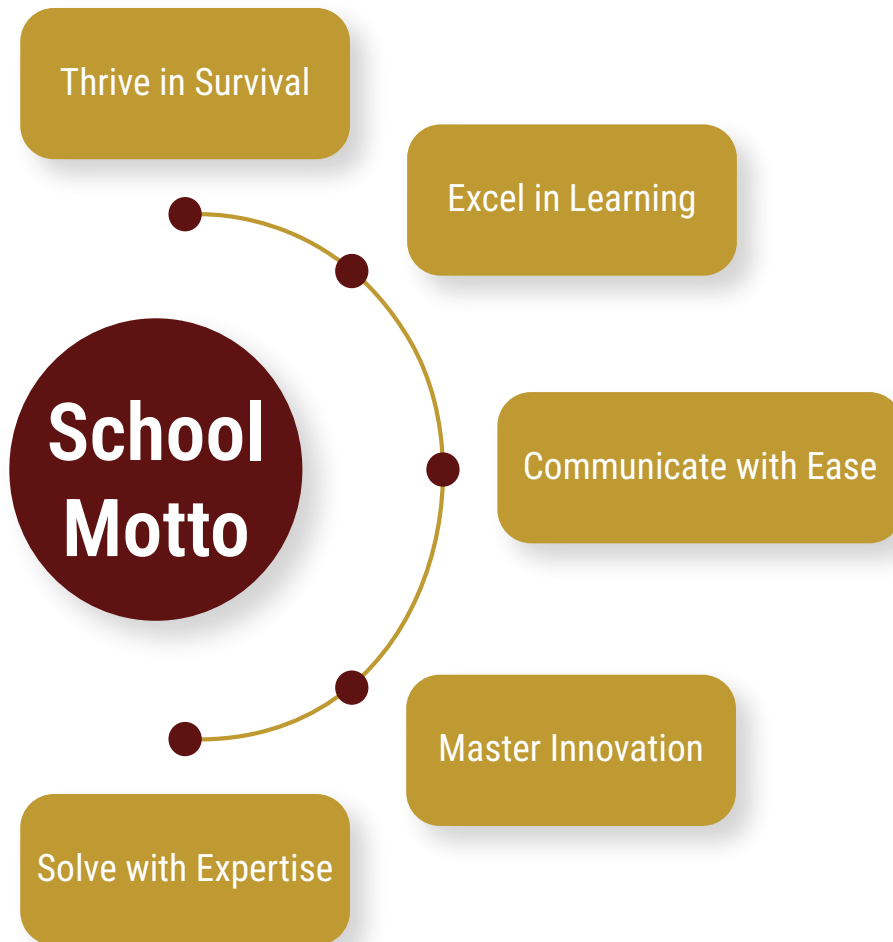 Thrive in Survival
Excel in Learning
School
Motto
Communicate with Ease
Master Innovation
Solve with Expertise